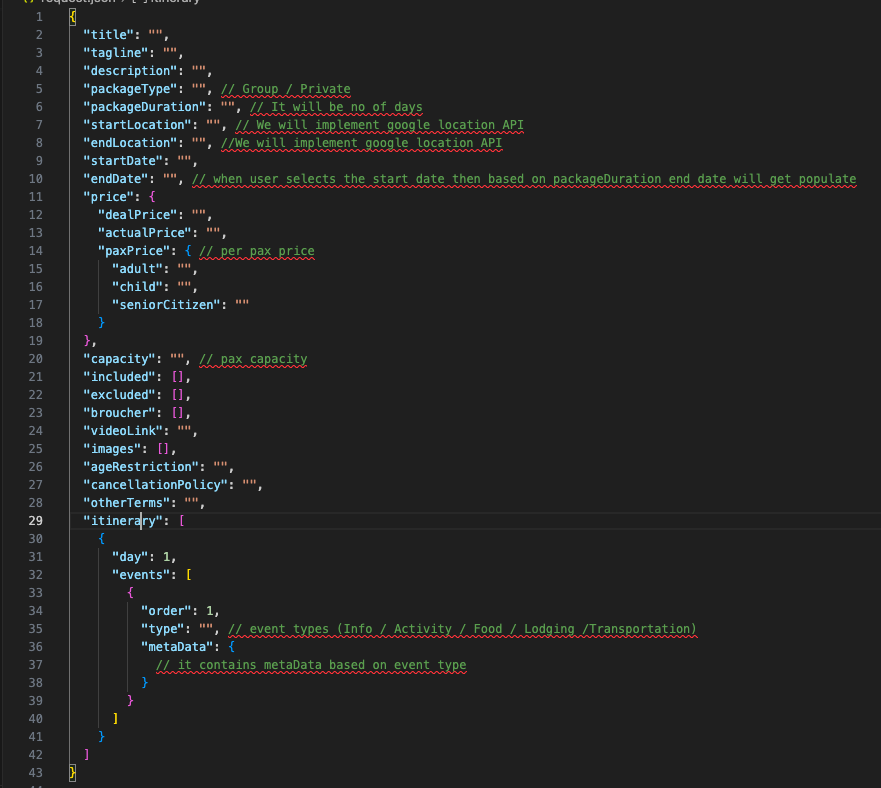 request.json
itinerary
1 {
2 "title": "",
3 "tagline": "",
4 "description": "",
5 "packageType": "", // Group / Private
6 "packageDuration": "", // It will be no of days
7 "startLocation": "", // We will implement google location API
8 "endLocation": "", //We will implement google location API
9 "startDate": "",
10 "endDate": "", // when user selects the start date then based on packageDuration end date will get populate
11 "price": {
12 "dealPrice": "",
13 "actualPrice": "",
14 "paxPrice": { // per pax price
15 "adult": "",
16 "child": "",
17 "seniorCitizen": ""
18 }
19 },
20 "capacity": "", // pax capacity
21 "included": [],
22 "excluded": [],
23 "broucher": [],
24 "videoLink": "",
25 "images": [],
26 "ageRestriction": "",
27 "cancellationPolicy": "",
28 "otherTerms": "",
29 "itinerary": [
30 {
31 "day": 1,
32 "events": [
33 {
34 "order": 1,
35 "type": "", // event types (Info / Activity / Food / Lodging /Transportation)
36 "metaData": {
37 // it contains metaData based on event type
38 }
39 }
40 ]
41 }
42 ]
43 }